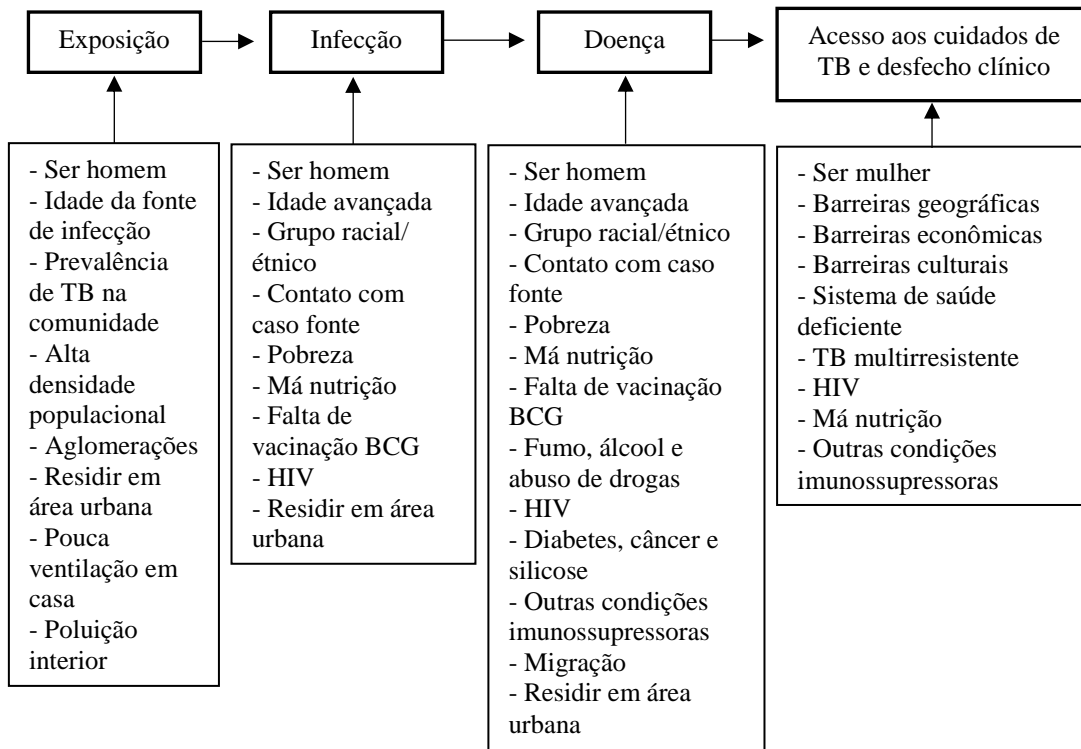 Exposição
Infecção
Doença
Acesso aos cuidados de
TB e desfecho clínico
- Ser homem
- Idade da fonte
de infecção
- Prevalência
de TB na
comunidade
- Alta
densidade
populacional
- Aglomerações
- Residir em
área urbana
- Pouca
ventilação em
casa
- Poluição
interior
- Ser homem
- Idade avançada
- Grupo racial/
étnico
- Contato com
caso fonte
- Pobreza
- Má nutrição
- Falta de
vacinação BCG
- HIV
- Residir em área
urbana
- Ser homem
- Idade avançada
- Grupo racial/étnico
- Contato com caso
fonte
- Pobreza
- Má nutrição
- Falta de vacinação
BCG
- Fumo, álcool e
abuso de drogas
- HIV
- Diabetes, câncer e
silicose
- Outras condições
imunossupressoras
- Migração
- Residir em área
urbana
- Ser mulher
- Barreiras geográficas
- Barreiras econômicas
- Barreiras culturais
- Sistema de saúde
deficiente
- TB multirresistente
- HIV
- Má nutrição
- Outras condições
imunossupressoras